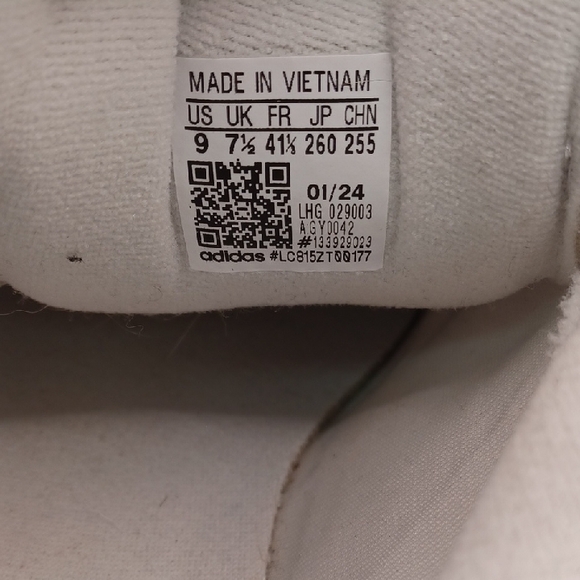 MADE IN VIETNAM
US UK FR JP CHN
9 7½ 41⅓ 260 255
01/24
LHG 029003
AGY0042
#133929023
adidas #LC815ZT00177